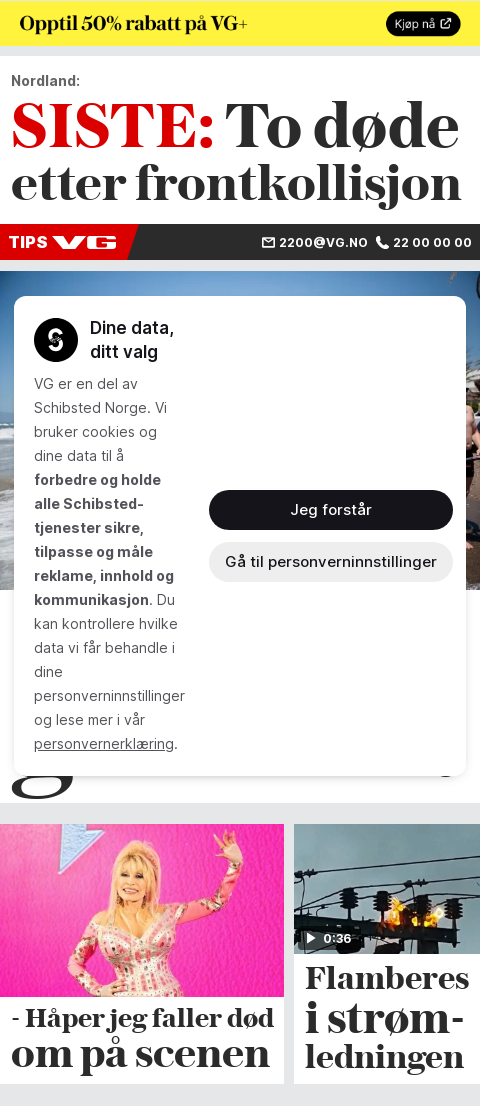 Opptil 50% rabatt på VG+
Kjøp nå
Nordland:
SISTE: To døde
etter frontkollisjon
TIPS VG
2200@VG.NO 22 00 00 00
Dine data,
ditt valg
VG er en del av
Schibsted Norge. Vi
bruker cookies og
dine data til å
forbedre og holde
alle Schibsted-
tjenester sikre,
tilpasse og måle
reklame, innhold og
kommunikasjon. Du
kan kontrollere hvilke
data vi får behandle i
dine
personverninnstillinger
og lese mer i vår
personvernerklæring.
Jeg forstår
Gå til personverninnstillinger
0:36
- Håper jeg faller død
om på scenen
Flamberes
i strøm-
ledningen